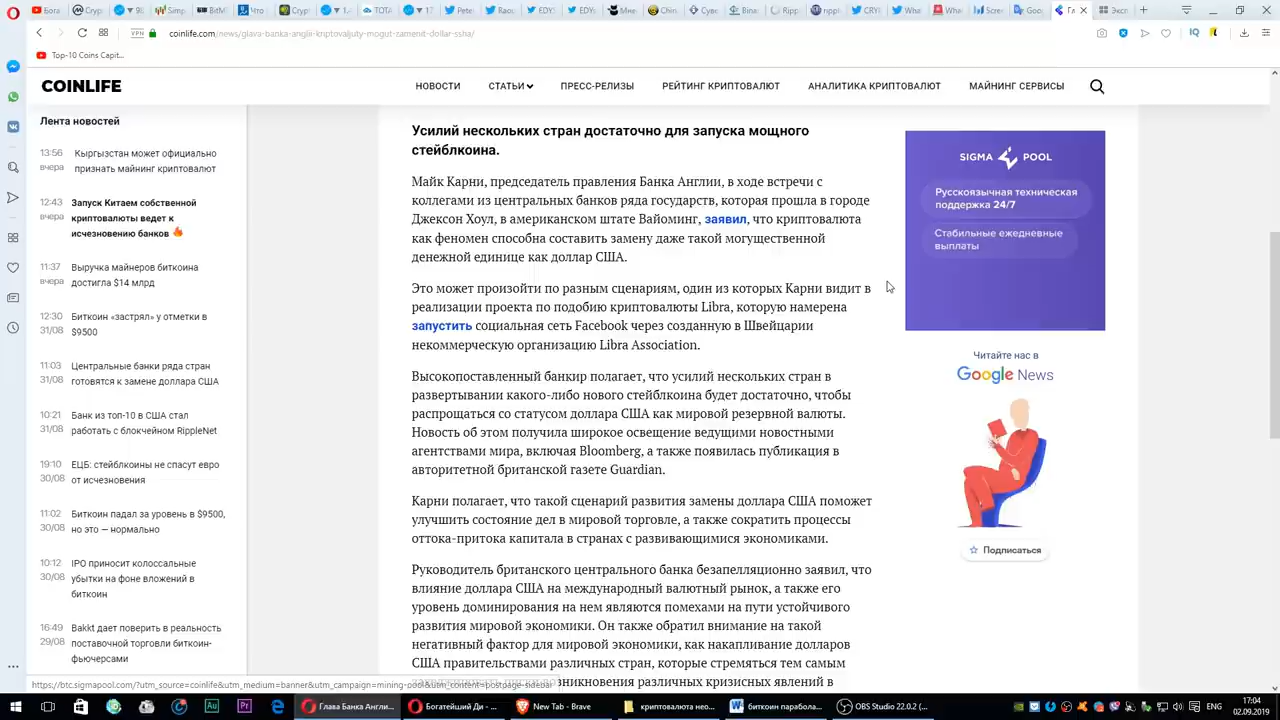 coinlife.com/news/glava-banka-anglii-kriptovaljuty-mogut-zamenit-dollar-ssha/
VPN
Top-10 Coins Capit...
COINLIFE
НОВОСТИ
СТАТЬИ
ПРЕСС-РЕЛИЗЫ
РЕЙТИНГ КРИПТОВАЛЮТ
АНАЛИТИКА КРИПТОВАЛЮТ
МАЙНИНГ СЕРВИСЫ
Лента новостей
13:56 Кыргызстан может официально
вчера признать майнинг криптовалют
12:43 Запуск Китаем собственной
вчера криптовалюты ведет к
исчезновению банков
11:37 Выручка майнеров биткоина
вчера достигла $14 млрд
12:30 Биткоин «застрял» у отметки в
31/08 $9500
11:03 Центральные банки ряда стран
31/08 готовятся к замене доллара США
10:21 Банк из топ-10 в США стал
31/08 работать с блокчейном RippleNet
19:10 ЕЦБ: стейблкоины не спасут евро
30/08 от исчезновения
11:02 Биткоин падал за уровень в $9500,
30/08 но это — нормально
10:12 IPO приносит колоссальные
30/08 убытки на фоне вложений в
биткоин
16:49 Bakkt дает поверить в реальность
29/08 поставочной торговли биткоин-
фьючерсами
Усилий нескольких стран достаточно для запуска мощного
стейблкоина.
Майк Карни, председатель правления Банка Англии, в ходе встречи с
коллегами из центральных банков ряда государств, которая прошла в городе
Джексон Хоул, в американском штате Вайоминг, заявил, что криптовалюта
как феномен способна составить замену даже такой могущественной
денежной единице как доллар США.
Это может произойти по разным сценариям, один из которых Карни видит в
реализации проекта по подобию криптовалюты Libra, которую намерена
запустить социальная сеть Facebook через созданную в Швейцарии
некоммерческую организацию Libra Association.
Высокопоставленный банкир полагает, что усилий нескольких стран в
развертывании какого-либо нового стейблкоина будет достаточно, чтобы
распрощаться со статусом доллара США как мировой резервной валюты.
Новость об этом получила широкое освещение ведущими новостными
агентствами мира, включая Bloomberg, а также появилась публикация в
авторитетной британской газете Guardian.
Карни полагает, что такой сценарий развития замены доллара США поможет
улучшить состояние дел в мировой торговле, а также сократить процессы
оттока-притока капитала в странах с развивающимися экономиками.
Руководитель британского центрального банка безапелляционно заявил, что
влияние доллара США на международный валютный рынок, а также его
уровень доминирования на нем являются помехами на пути устойчивого
развития мировой экономики. Он также обратил внимание на такой
негативный фактор для мировой экономики, как накапливание долларов
США правительствами различных стран, которые стремяться тем самым
возникновения различных кризисных явлений в
SIGMA POOL
Русскоязычная техническая
поддержка 24/7
Стабильные ежедневные
выплаты
Читайте нас в
Google News
Подписаться
https://btc.sigmapool.com/?utm_source=coinlife&utm_medium=banner&utm_campaign=mining-pool&utm_content=postpage-sidebar
Глава Банка Англи...
Богатейший Ди - ...
New Tab - Brave
криптовалюта нео...
биткоин парабола...
OBS Studio 22.0.2 (...
ENG
17:04
02.09.2019